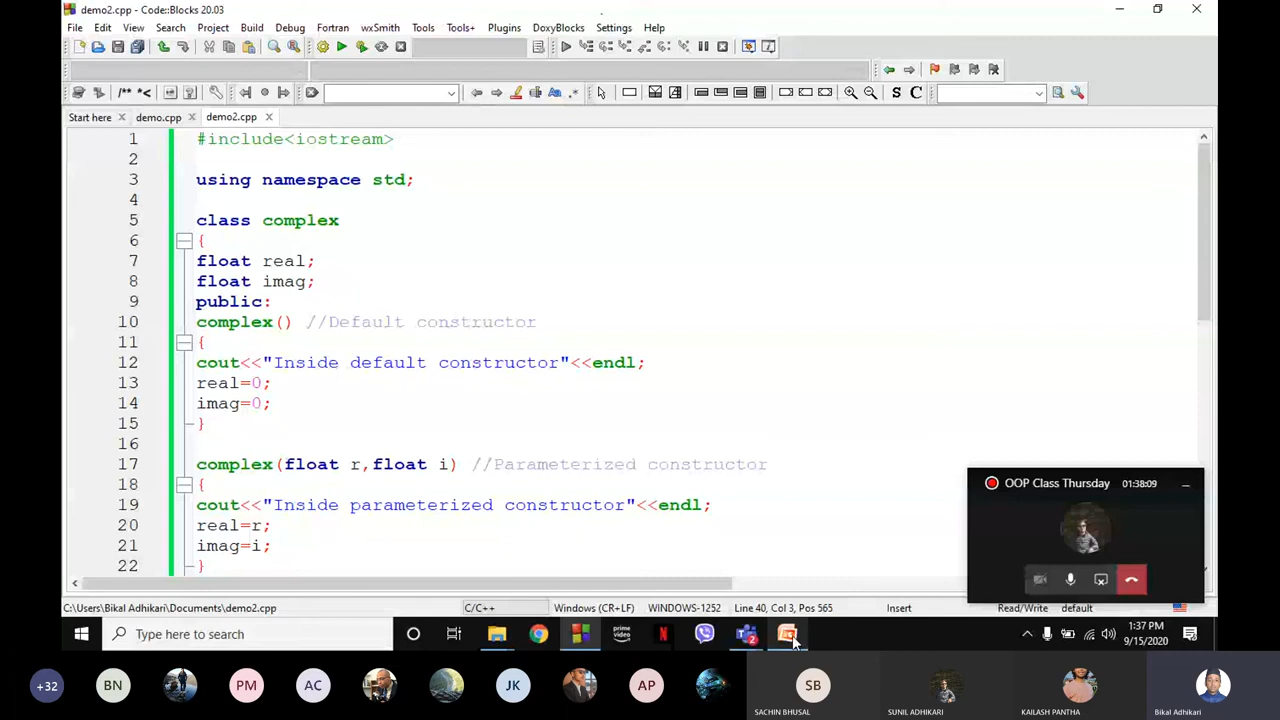 demo2.cpp - Code::Blocks 20.03
File Edit View Search Project Build Debug Fortran wxSmith Tools Tools+ Plugins DoxyBlocks Settings Help
/** *<
S C
Start here demo.cpp demo2.cpp
1 #include<iostream>
2
3 using namespace std;
4
5 class complex
6 {
7 float real;
8 float imag;
9 public:
10 complex() //Default constructor
11 {
12 cout<<"Inside default constructor"<<endl;
13 real=0;
14 imag=0;
15 }
16
17 complex(float r,float i) //Parameterized constructor
18 {
19 cout<<"Inside parameterized constructor"<<endl;
20 real=r;
21 imag=i;
22 }
OOP Class Thursday 01:38:09
C:\Users\Bikal Adhikari\Documents\demo2.cpp C/C++ Windows (CR+LF) WINDOWS-1252 Line 40, Col 3, Pos 565 Insert Read/Write default
Type here to search
prime video
N
2
1:37 PM
9/15/2020
+32 BN PM AC JK AP SB
SACHIN BHUSAL SUNIL ADHIKARI KAILASH PANTHA Bikal Adhikari